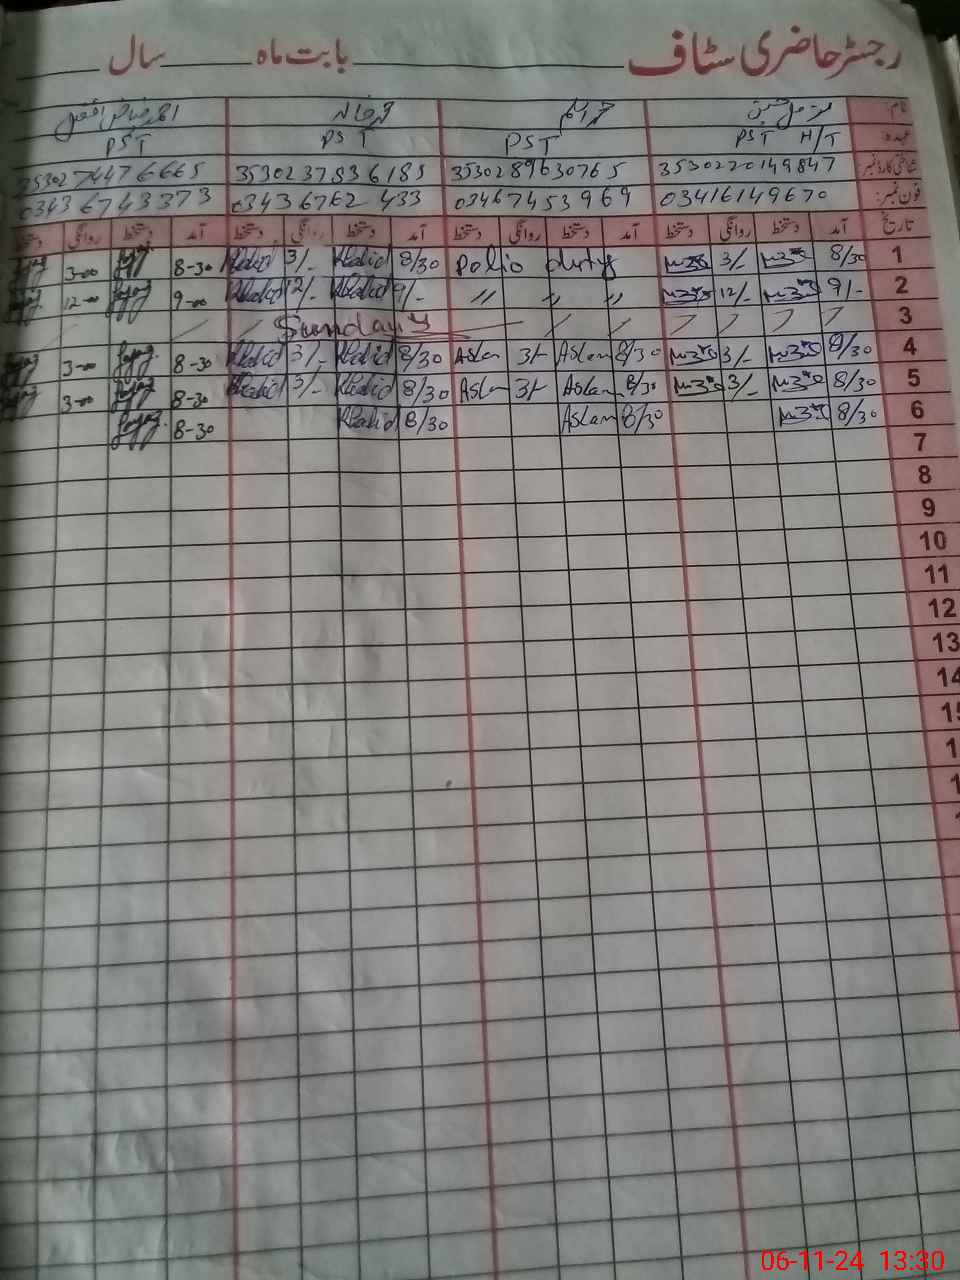 رجسٹر حاضری سٹاف بابت ماہ سال
نام:
عہدہ PST H/T PST PST PST
شناختی کارڈ نمبر 3530220149847 3530289630765 3530237836185 3530274476665
فون نمبر: 03416149670 03467453969 03436762433 03436743373
تاریخ آمد دستخط روانگی دستخط آمد دستخط روانگی دستخط آمد دستخط روانگی دستخط آمد دستخط روانگی دستخط
1 8/30 3/- Polio duty 8/30 Khalid 3/- Khalid 8-30 3-00
2 9/- 12/- " " " 9/- Khalid 12/- Khalid 9-00 12-00
3 Sunday
4 8/30 3/- 8/30 Aslam 3/- Aslam 8/30 Khalid 3/- Khalid 8-30 3-00
5 8/30 3/- 8/30 Aslam 3/- Aslam 8/30 Khalid 3/- Khalid 8-30 3-00
6 8/30 8/30 Aslam 8/30 Khalid 8-30
7
8
9
10
11
12
13
14
06-11-24 13:30